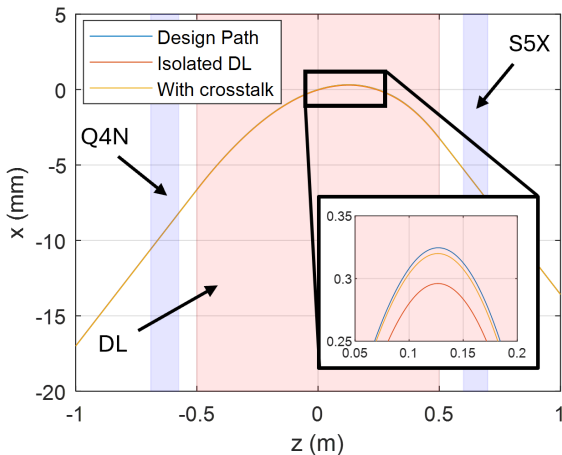 5
0
-5
-10
-15
-20
x (mm)
Design Path
Isolated DL
With crosstalk
S5X
Q4N
DL
0.35
0.3
0.25
0.05 0.1 0.15 0.2
-1 -0.5 0 0.5 1
z (m)